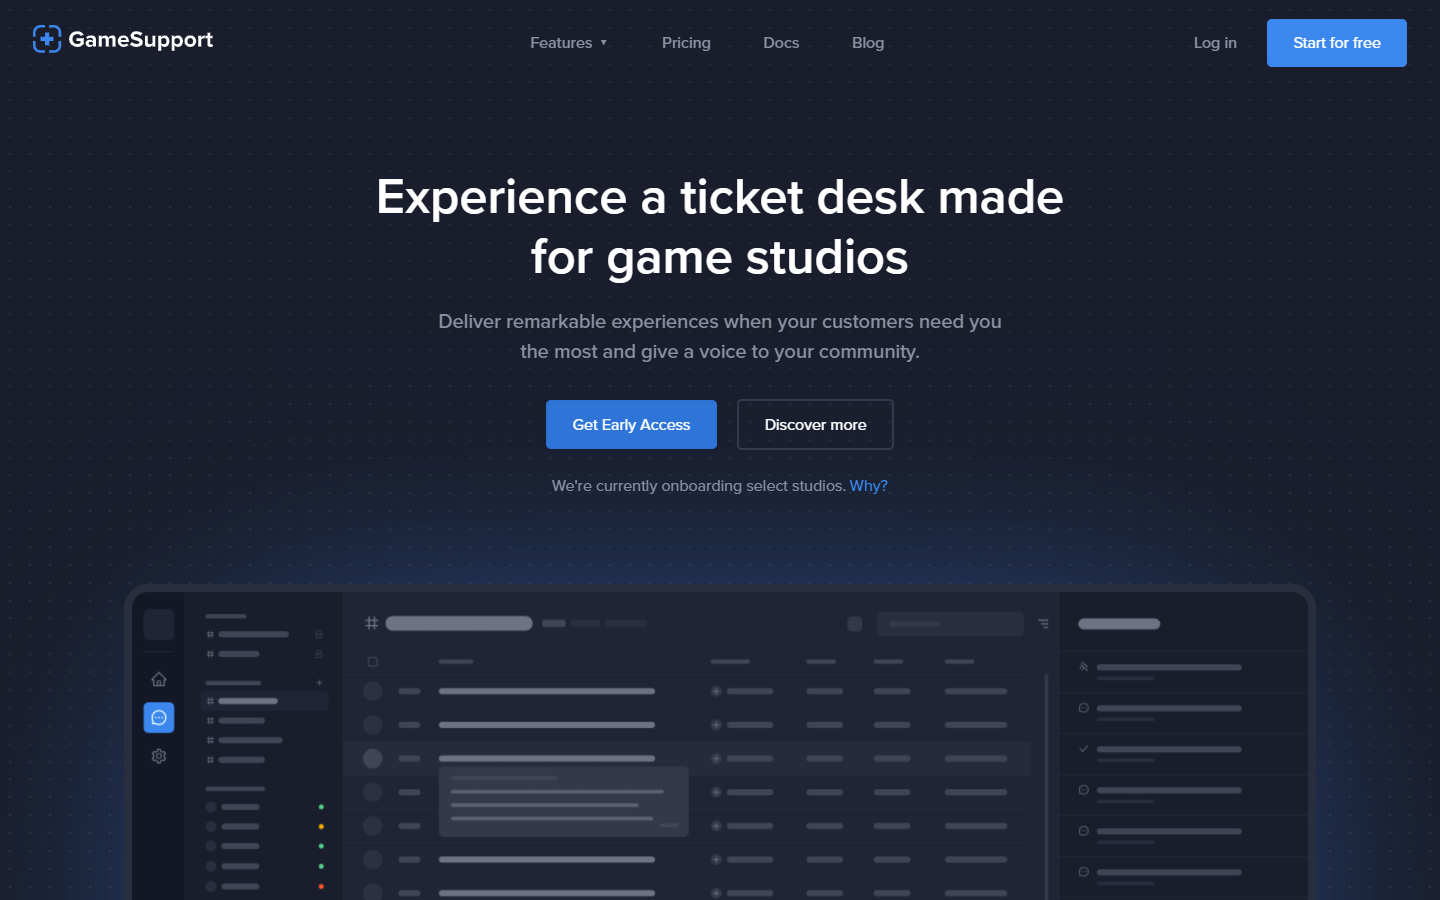 GameSupport
Features ▼
Pricing
Docs
Blog
Log in
Start for free
Experience a ticket desk made
for game studios
Deliver remarkable experiences when your customers need you
the most and give a voice to your community.
Get Early Access
Discover more
We're currently onboarding select studios. Why?